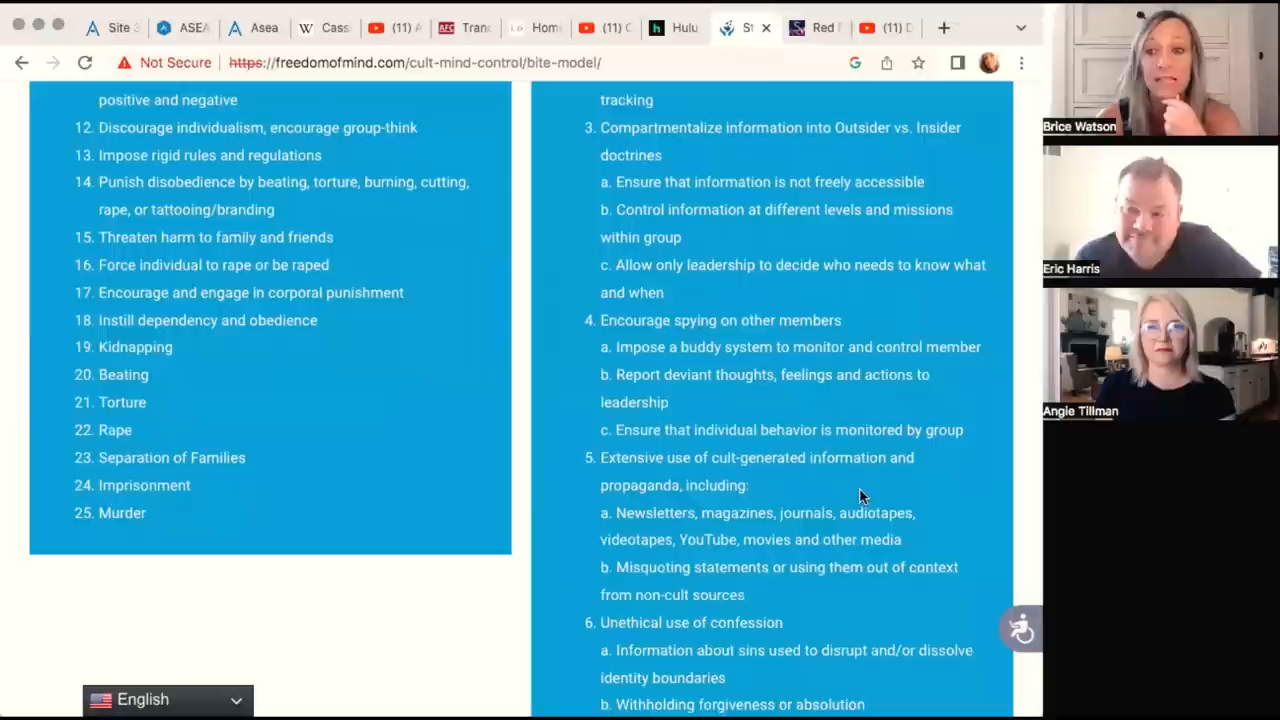 Site :
ASEA
Asea
Cass
(11) A
Tran
Hom
(11) C
Hulu
St
Red
(11) D
Not Secure
https://freedomofmind.com/cult-mind-control/bite-model/
positive and negative
12. Discourage individualism, encourage group-think
13. Impose rigid rules and regulations
14. Punish disobedience by beating, torture, burning, cutting,
rape, or tattooing/branding
15. Threaten harm to family and friends
16. Force individual to rape or be raped
17. Encourage and engage in corporal punishment
18. Instill dependency and obedience
19. Kidnapping
20. Beating
21. Torture
22. Rape
23. Separation of Families
24. Imprisonment
25. Murder
English
tracking
3. Compartmentalize information into Outsider vs. Insider
doctrines
a. Ensure that information is not freely accessible
b. Control information at different levels and missions
within group
c. Allow only leadership to decide who needs to know what
and when
4. Encourage spying on other members
a. Impose a buddy system to monitor and control member
b. Report deviant thoughts, feelings and actions to
leadership
c. Ensure that individual behavior is monitored by group
5. Extensive use of cult-generated information and
propaganda, including:
a. Newsletters, magazines, journals, audiotapes,
videotapes, YouTube, movies and other media
b. Misquoting statements or using them out of context
from non-cult sources
6. Unethical use of confession
a. Information about sins used to disrupt and/or dissolve
identity boundaries
b. Withholding forgiveness or absolution
Brice Watson
Eric Harris
Angie Tillman